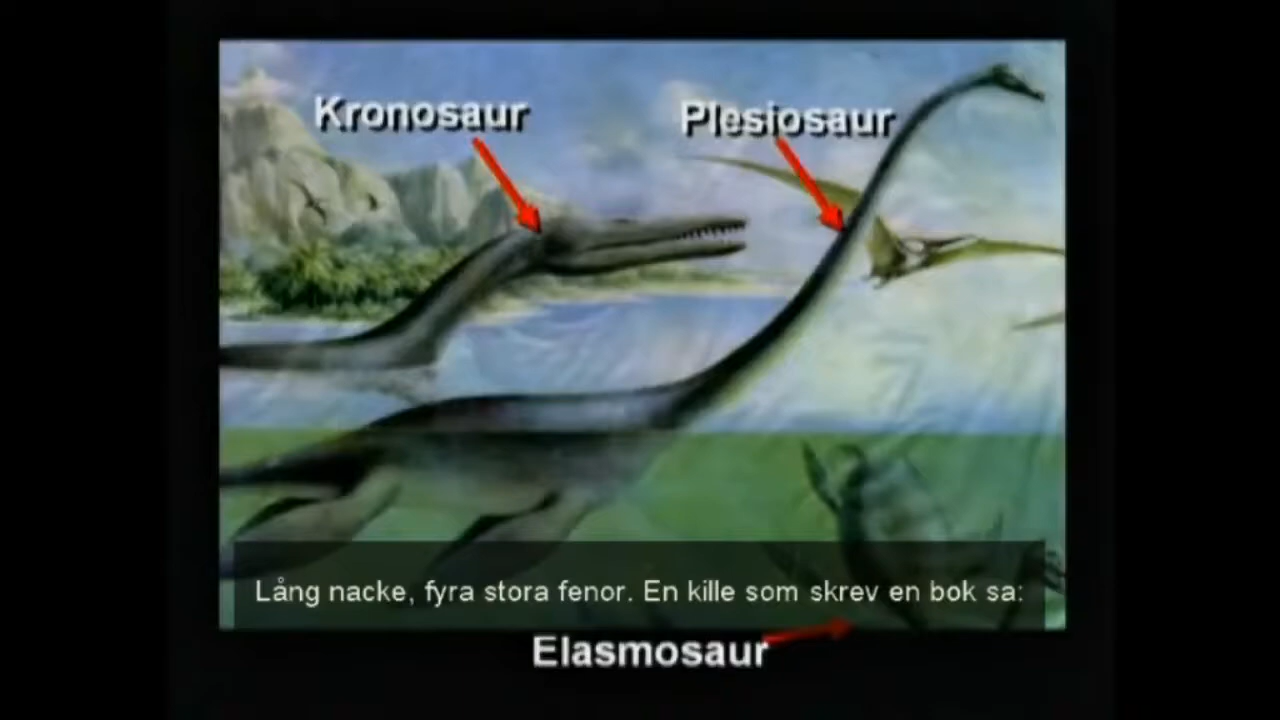 Kronosaur
Plesiosaur
Lång nacke, fyra stora fenor. En kille som skrev en bok sa:
Elasmosaur